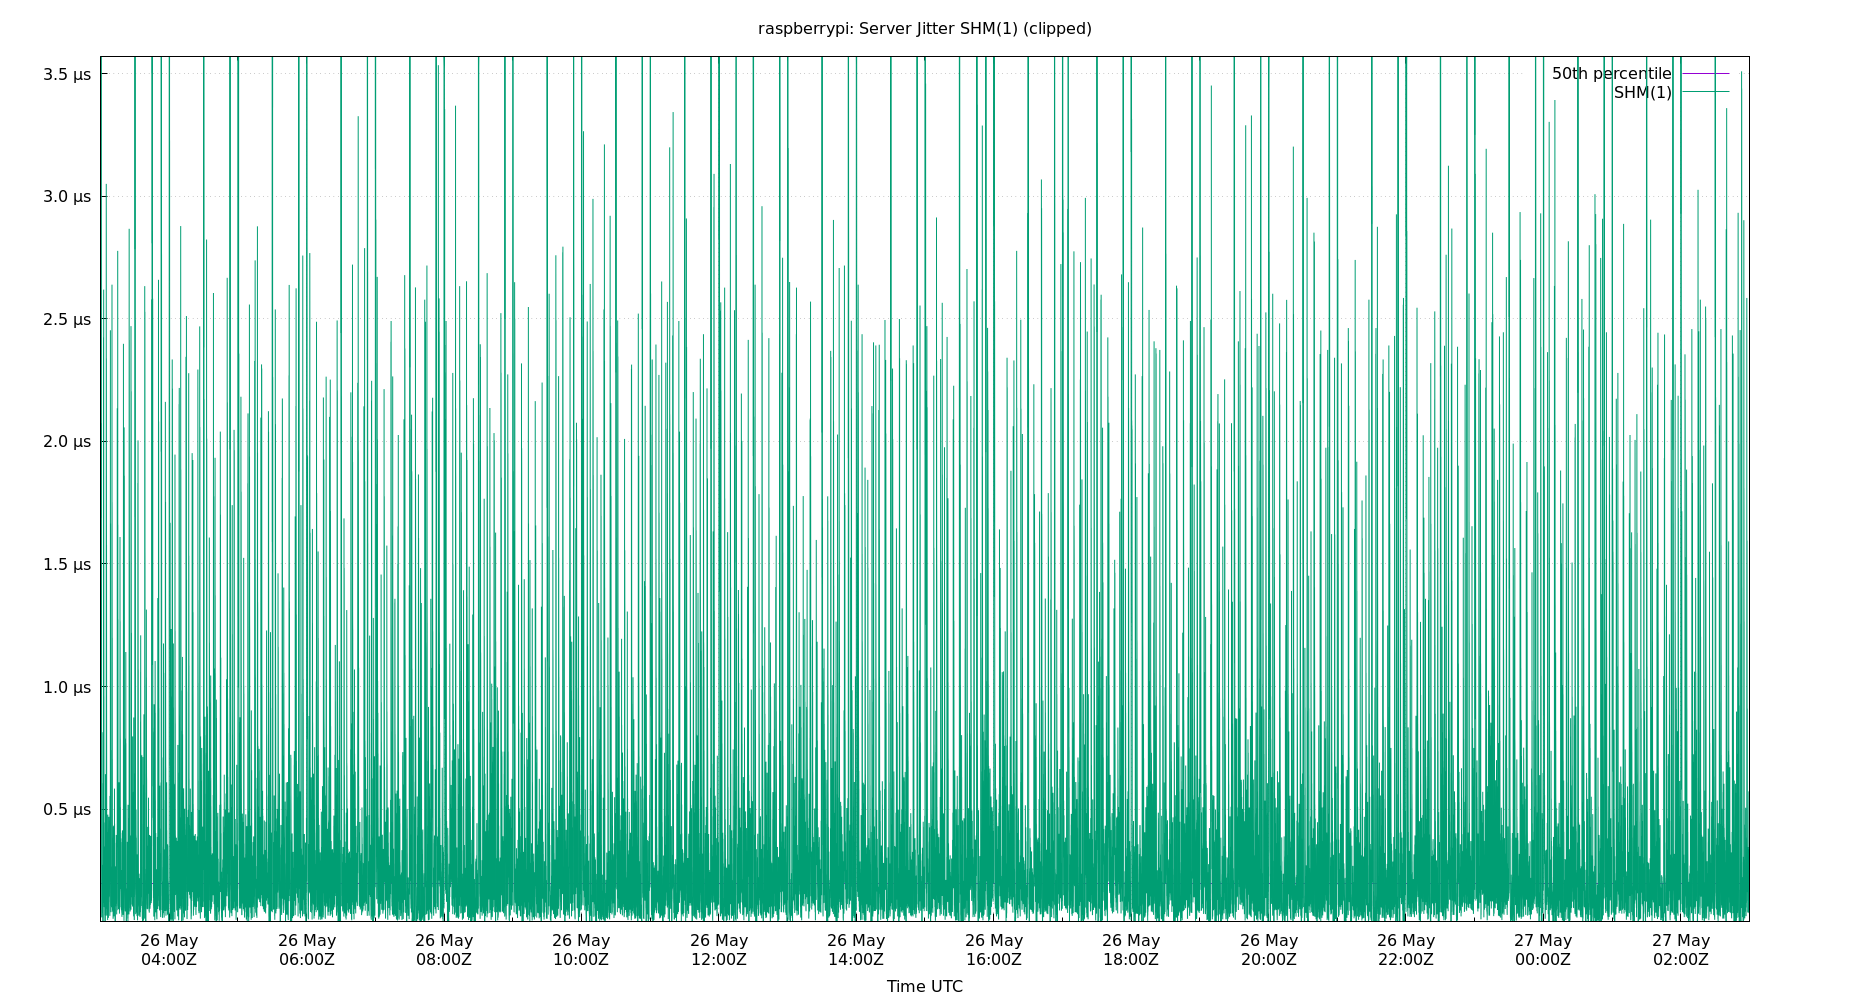 raspberrypi: Server Jitter SHM(1) (clipped)
50th percentile
SHM(1)
3.5 µs
3.0 µs
2.5 µs
2.0 µs
1.5 µs
1.0 µs
0.5 µs
26 May 26 May 26 May 26 May 26 May 26 May 26 May 26 May 26 May 26 May 27 May 27 May
04:00Z 06:00Z 08:00Z 10:00Z 12:00Z 14:00Z 16:00Z 18:00Z 20:00Z 22:00Z 00:00Z 02:00Z
Time UTC